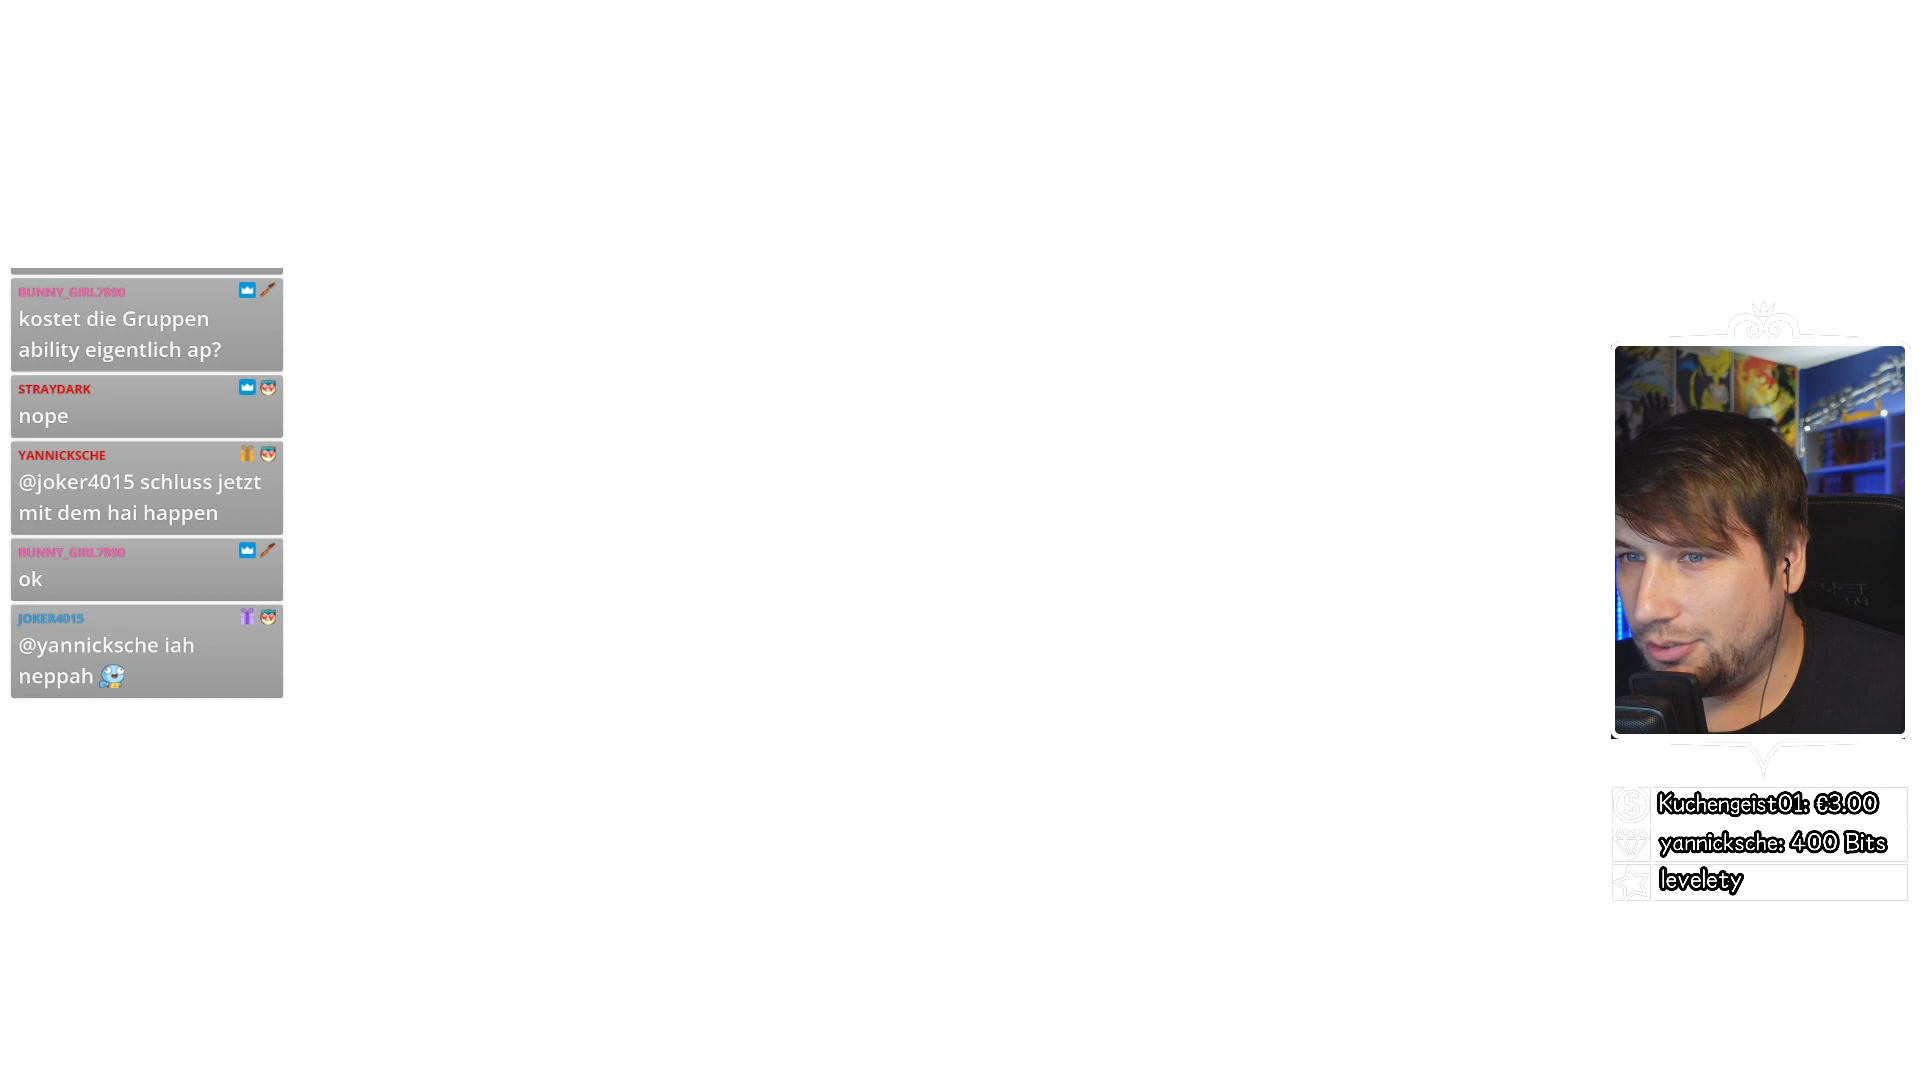 BUNNY_GIRL7890
kostet die Gruppen
ability eigentlich ap?
STRAYDARK
nope
YANNICKSCHE
@joker4015 schluss jetzt
mit dem hai happen
BUNNY_GIRL7890
ok
JOKER4015
@yannicksche iah
neppah
Kuchengeist01: €3.00
yannicksche: 400 Bits
levelety